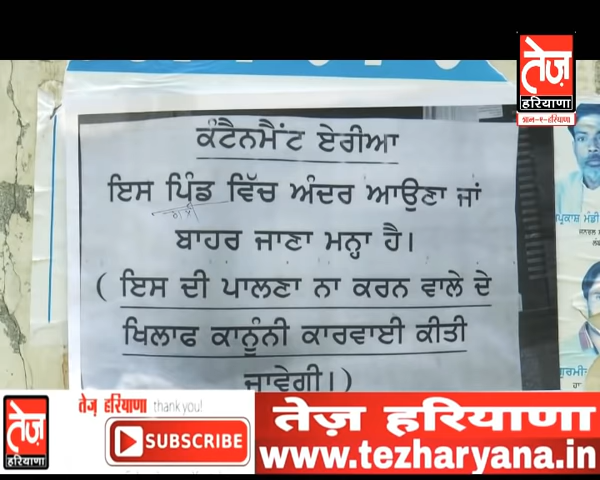 तेज़
हरियाणा
ਕੰਟੈਨਮੈਂਟ ਏਰੀਆ
ਇਸ ਪਿੰਡ ਵਿੱਚ ਅੰਦਰ ਆਉਣਾ ਜਾਂ
ਬਾਹਰ ਜਾਣਾ ਮਨ੍ਹਾ ਹੈ।
( ਇਸ ਦੀ ਪਾਲਣਾ ਨਾ ਕਰਨ ਵਾਲੇ ਦੇ
ਖਿਲਾਫ ਕਾਨੂੰਨੀ ਕਾਰਵਾਈ ਕੀਤੀ
ਜਾਵੇਗੀ।)
तेज़
हरियाणा
तेज़ हरियाणा thank you!
SUBSCRIBE
तेज़ हरियाणा
www.tezharyana.in